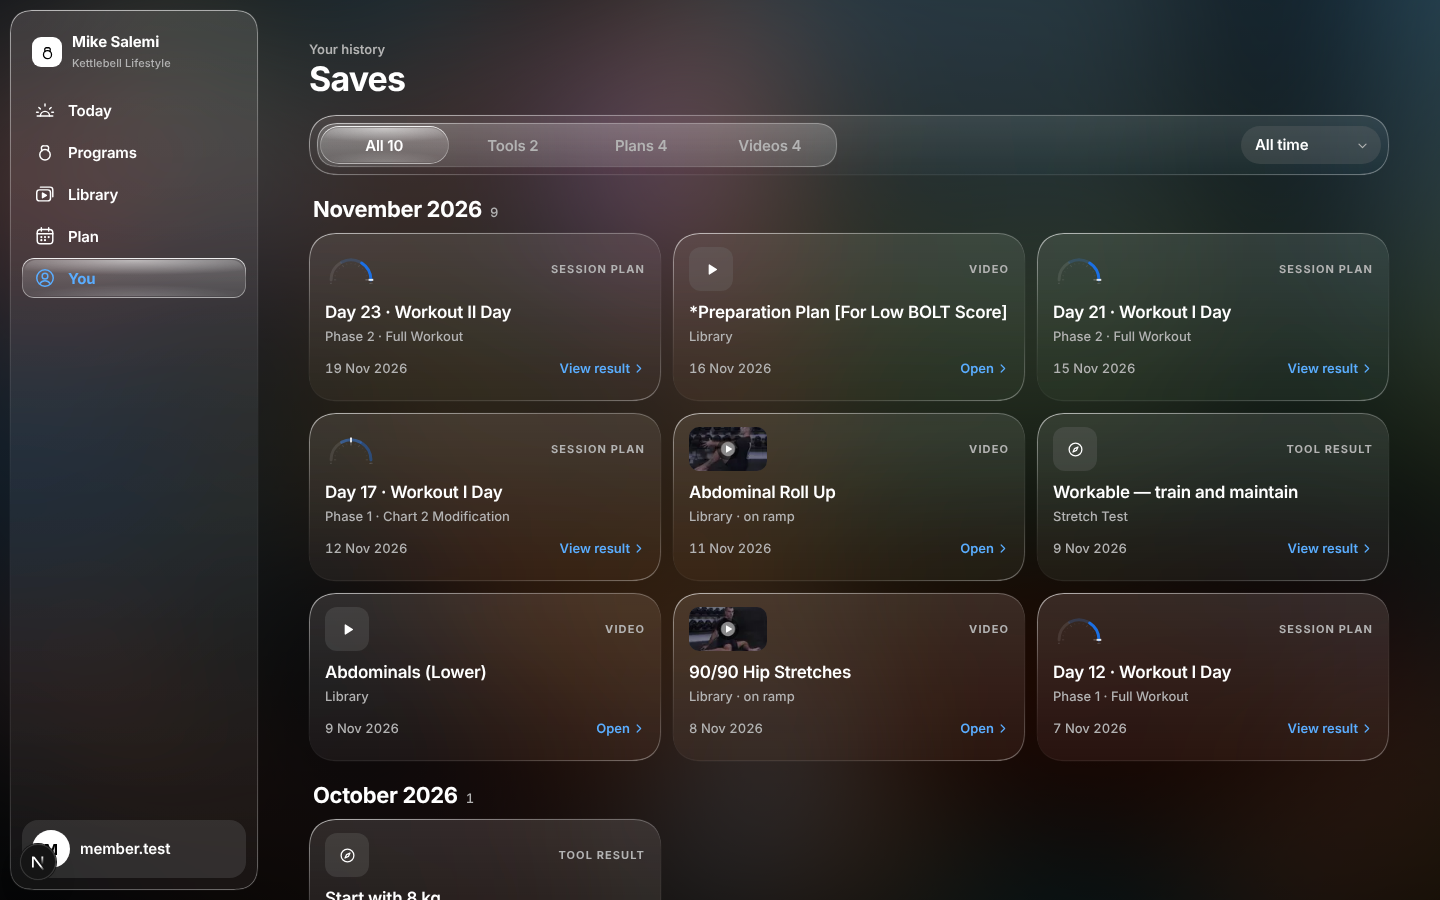 Mike Salemi
Kettlebell Lifestyle
Today
Programs
Library
Plan
You
member.test
Your history
Saves
All 10
Tools 2
Plans 4
Videos 4
All time
November 2026 9
SESSION PLAN
Day 23 · Workout II Day
Phase 2 · Full Workout
19 Nov 2026
View result
VIDEO
*Preparation Plan [For Low BOLT Score]
Library
16 Nov 2026
Open
SESSION PLAN
Day 21 · Workout I Day
Phase 2 · Full Workout
15 Nov 2026
View result
SESSION PLAN
Day 17 · Workout I Day
Phase 1 · Chart 2 Modification
12 Nov 2026
View result
VIDEO
Abdominal Roll Up
Library · on ramp
11 Nov 2026
Open
TOOL RESULT
Workable — train and maintain
Stretch Test
9 Nov 2026
View result
VIDEO
Abdominals (Lower)
Library
9 Nov 2026
Open
VIDEO
90/90 Hip Stretches
Library · on ramp
8 Nov 2026
Open
SESSION PLAN
Day 12 · Workout I Day
Phase 1 · Full Workout
7 Nov 2026
View result
October 2026 1
TOOL RESULT
Start with 8 kg